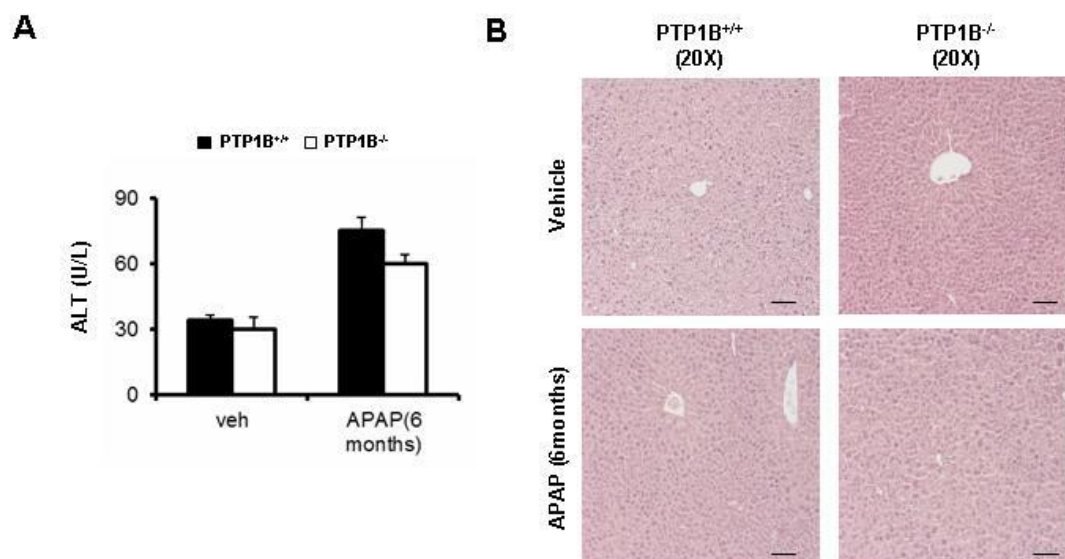 A
PTP1B+/+ PTP1B-/-
ALT (U/L)
90
60
30
0
veh
APAP(6
months)
B
PTP1B+/+
(20X)
PTP1B-/-
(20X)
Vehicle
APAP (6months)